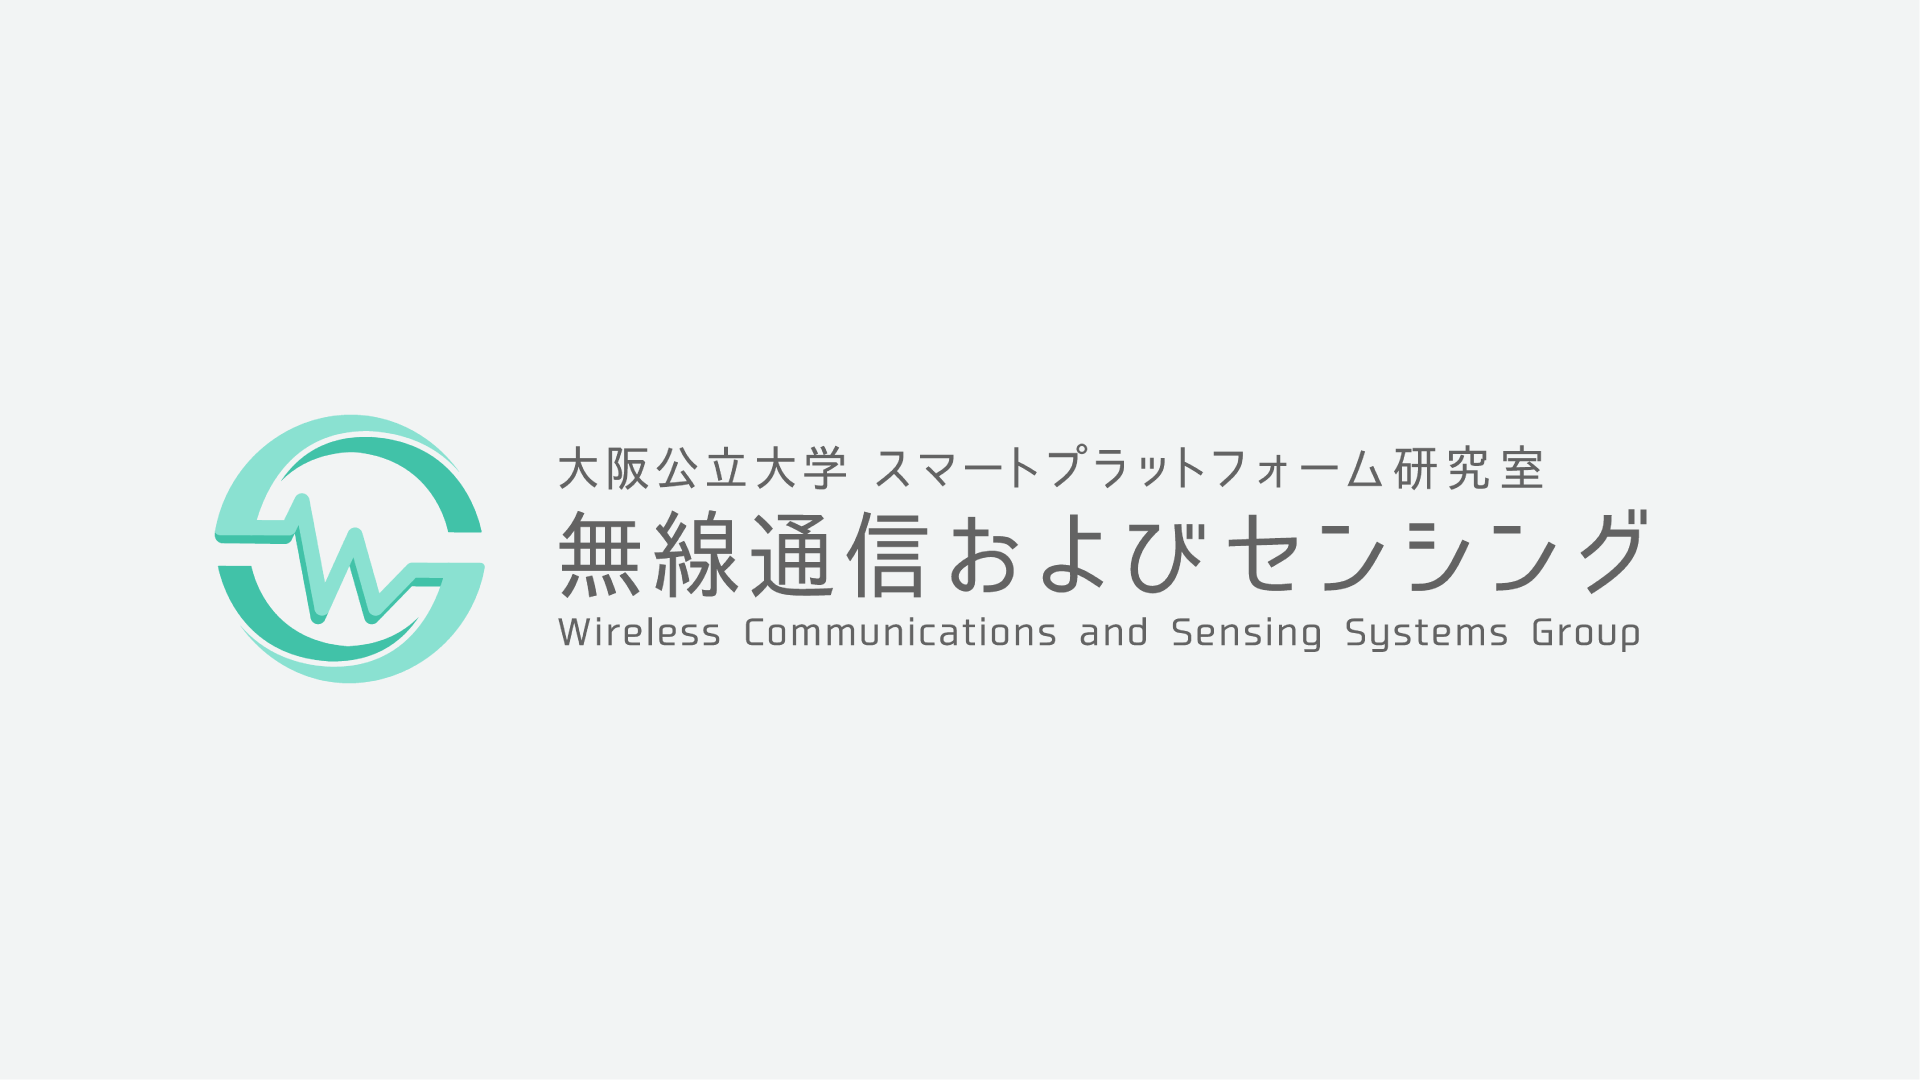 大阪公立大学 スマートプラットフォーム研究室
無線通信およびセンシング
Wireless Communications and Sensing Systems Group